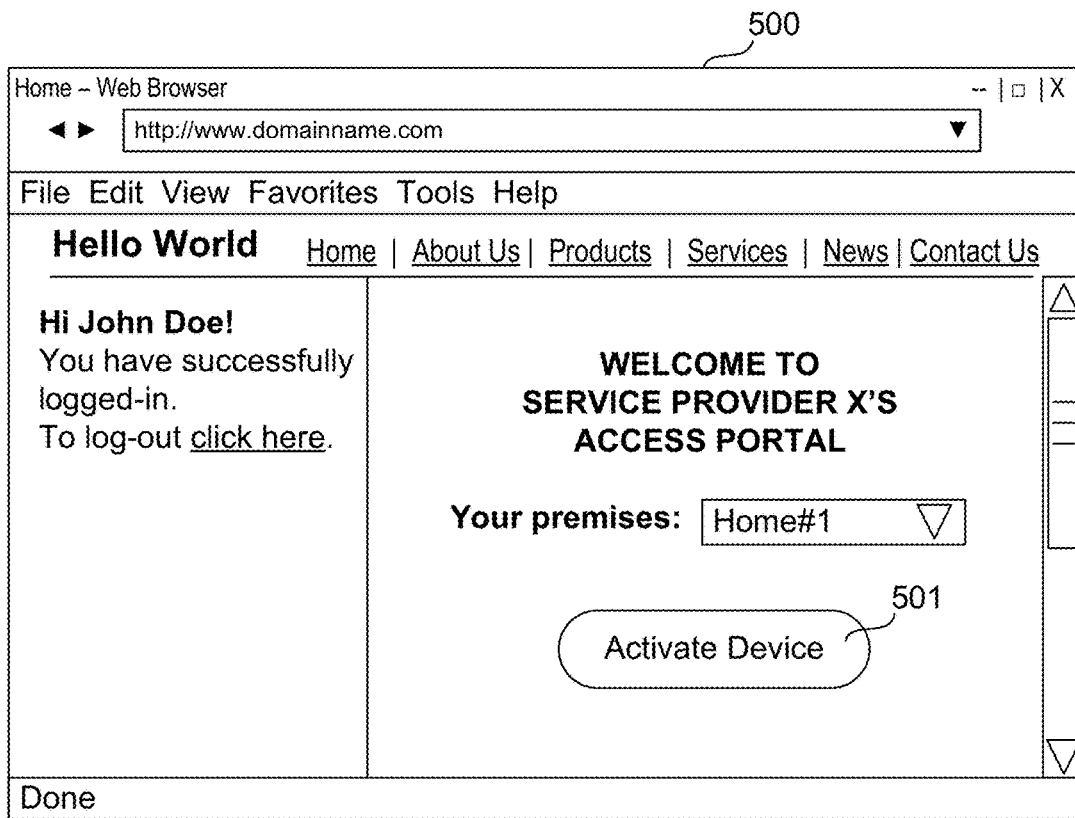 500
Home – Web Browser -- | □ | X
◄ ► http://www.domainname.com ▼
File Edit View Favorites Tools Help
Hello World Home | About Us | Products | Services | News | Contact Us
Hi John Doe!
You have successfully
logged-in.
To log-out click here.
WELCOME TO
SERVICE PROVIDER X'S
ACCESS PORTAL
Your premises: Home#1
501
Activate Device
Done